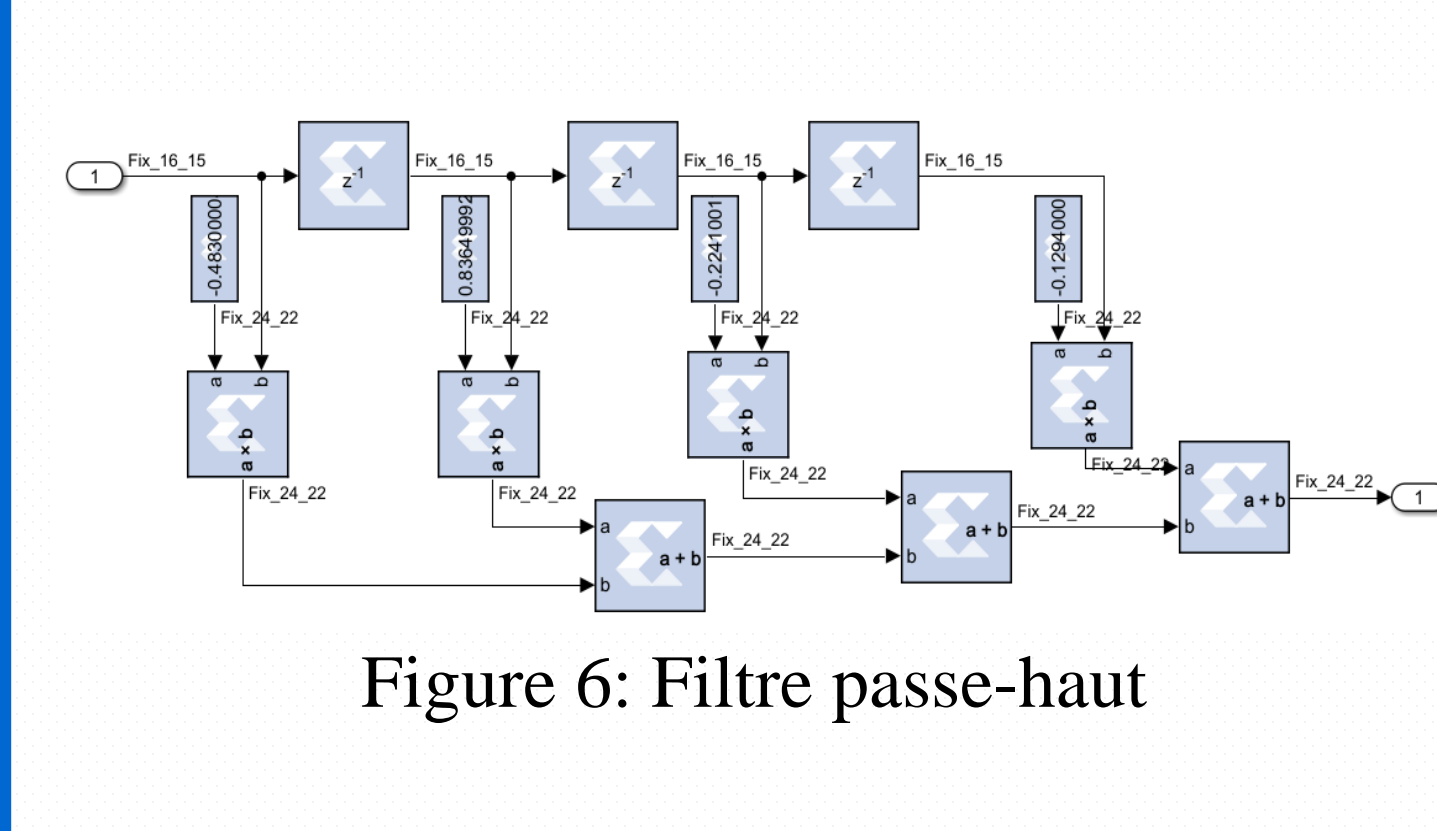 Fix_16_15 Fix_16_15 Fix_16_15 Fix_16_15
1 z-1 z-1 z-1
-0.4830000 0.83649992 -0.2241001 -0.1294000
Fix_24_22 Fix_24_22 Fix_24_22 Fix_24_22
a b a b a b a b
a × b a × b a × b a × b
Fix_24_22 Fix_24_22 Fix_24_22 Fix_24_22
a a + b b Fix_24_22
a a + b b Fix_24_22
a a + b b Fix_24_22 1
Figure 6: Filtre passe-haut